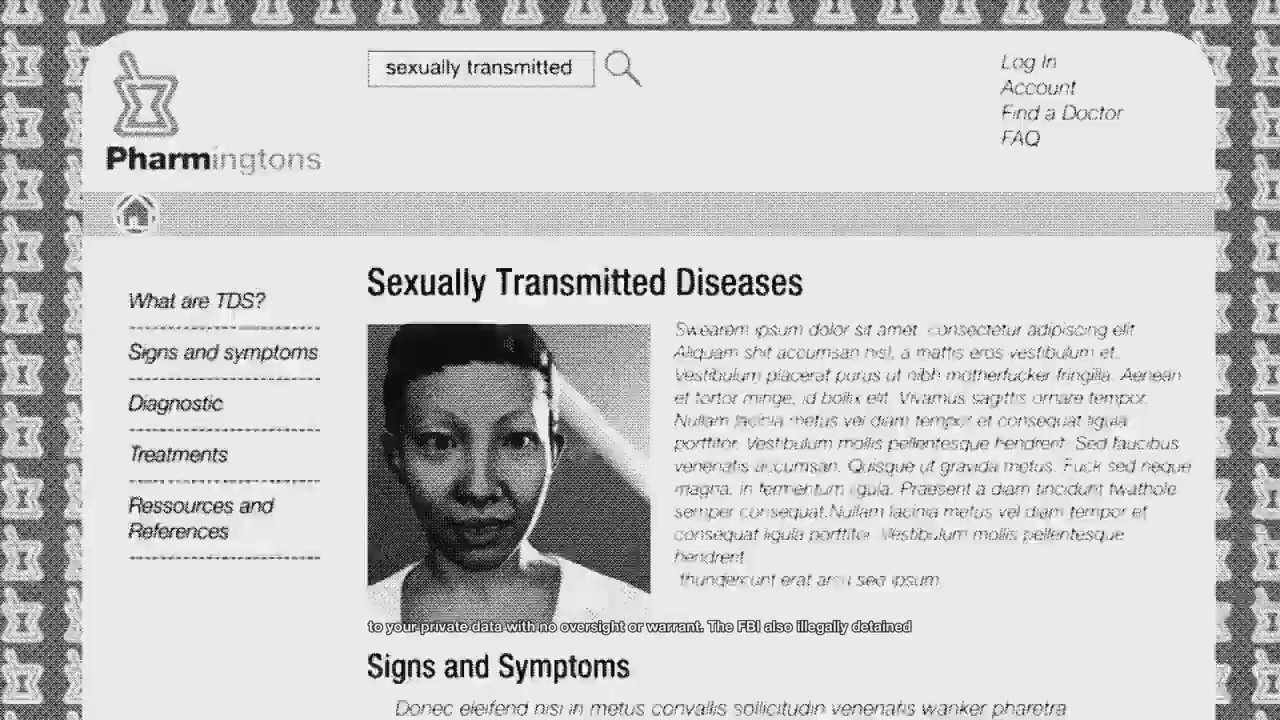 sexually transmitted
Log In
Account
Find a Doctor
FAQ
Pharmingtons
What are TDS?
Signs and symptoms
Diagnostic
Treatments
Ressources and
References
Sexually Transmitted Diseases
Swearem ipsum dolor sit amet, consectetur adipiscing elit
Aliquam shit accumsan nisl, a mattis eros vestibulum et.
Vestibulum placerat purus ut nibh motherfucker fringilla. Aenean
et tortor minge, id bollix elit. Vivamus sagittis ornare tempor.
Nullam lacinia metus vel diam tempor et consequat ligula
porttitor. Vestibulum mollis pellentesque hendrerit. Sed faucibus
venenatis accumsan. Quisque ut gravida metus. Fuck sed neque
magna, in fermentum ligula. Praesent a diam tincidunt twathole
semper consequat.Nullam lacinia metus vel diam tempor et
consequat ligula porttitor. Vestibulum mollis pellentesque
hendrerit.
thundercunt erat arcu sed ipsum.
to your private data with no oversight or warrant. The FBI also illegally detained
Signs and Symptoms
Donec eleifend metus convallis sollicitudin venenatis wanker pharetra